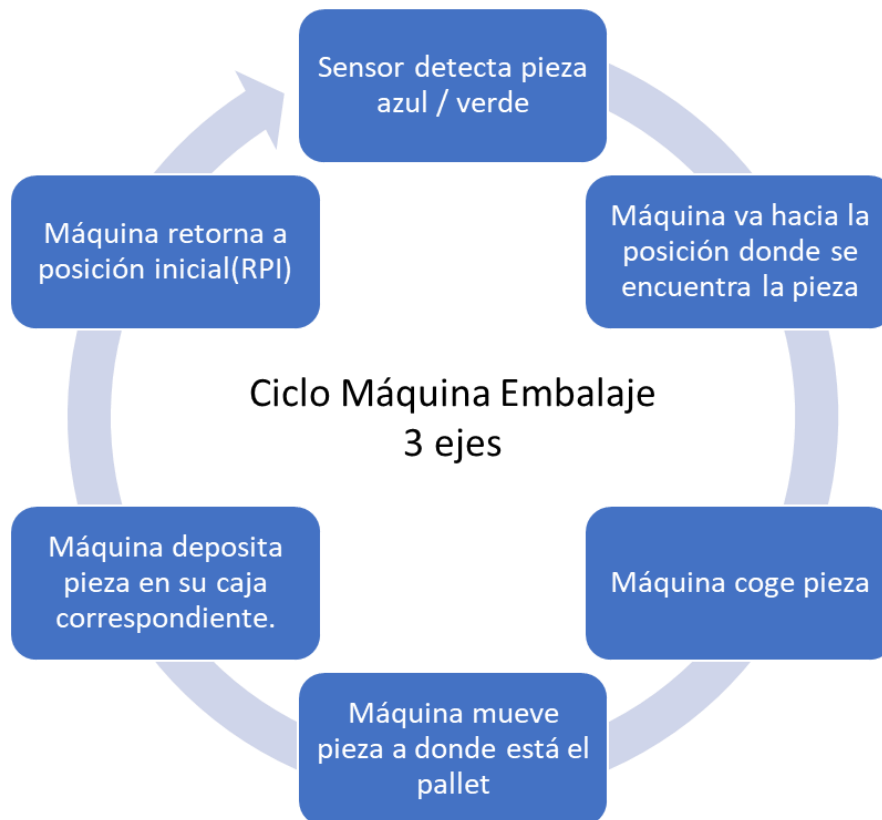 Sensor detecta pieza
azul / verde
Máquina va hacia la
posición donde se
encuentra la pieza
Máquina coge pieza
Máquina mueve
pieza a donde está el
pallet
Máquina deposita
pieza en su caja
correspondiente.
Máquina retorna a
posición inicial(RPI)
Ciclo Máquina Embalaje
3 ejes